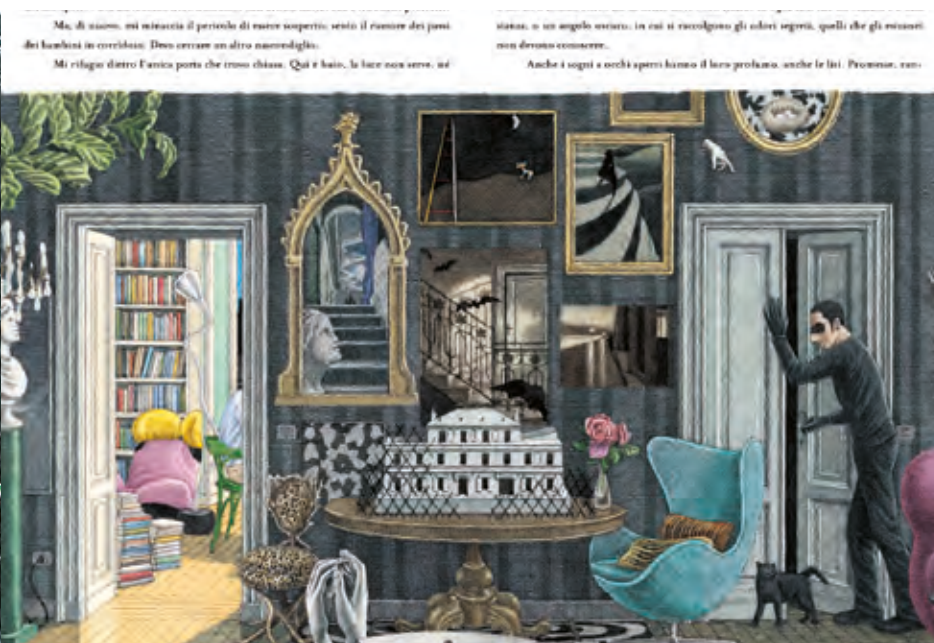 Ma, di nuovo, mi minaccia il pericolo di essere scoperto: sento il rumore dei passi
dei bambini in corridoio. Devo cercare un altro nascondiglio.
Mi rifugio dietro l'unica porta che trovo chiusa. Qui è buio, la luce non serve, né
stanza, o un angolo oscuro, in cui si raccolgono gli odori segreti, quelli che gli estranei
non devono conoscere.
Anche i sogni a occhi aperti hanno il loro profumo, anche le liti. Promesse, ran-